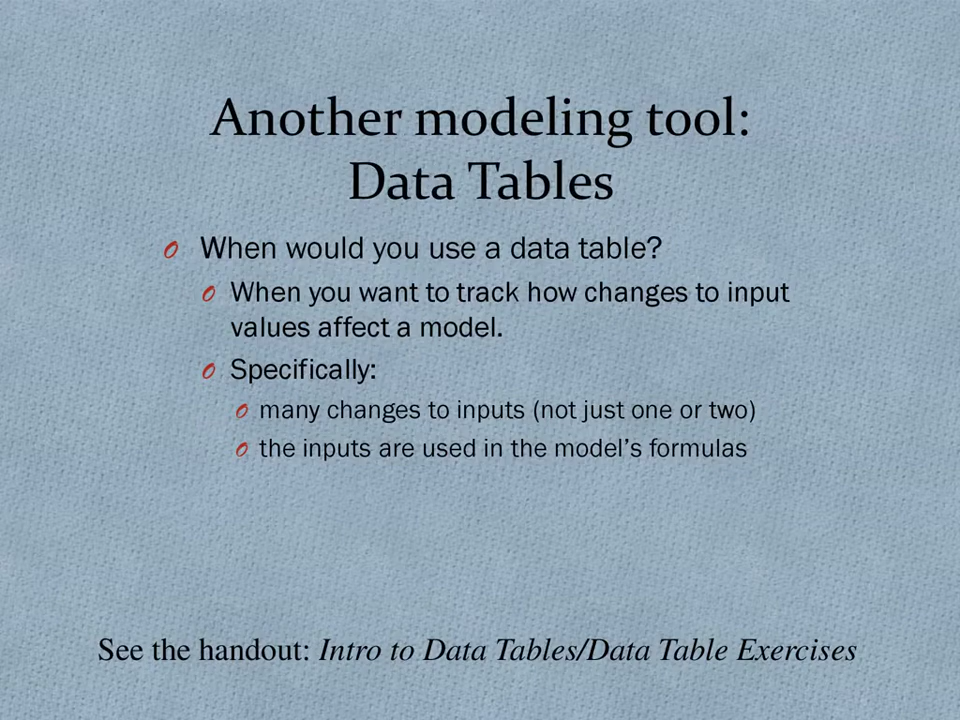 Another modeling tool:
Data Tables
When would you use a data table?
When you want to track how changes to input
values affect a model.
Specifically:
many changes to inputs (not just one or two)
the inputs are used in the model’s formulas
See the handout: Intro to Data Tables/Data Table Exercises